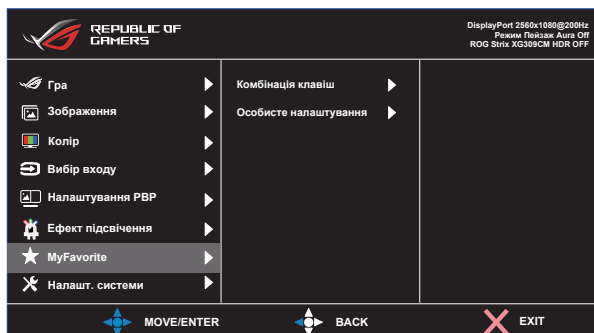 REPUBLIC OF
GAMERS
DisplayPort 2560x1080@200Hz
Режим Пейзаж Aura Off
ROG Strix XG309CM HDR OFF
Гра
Зображення
Колір
Вибір входу
Налаштування PBP
Ефект підсвічення
MyFavorite
Налашт. системи
Комбінація клавіш
Особисте налаштування
MOVE/ENTER
BACK
EXIT